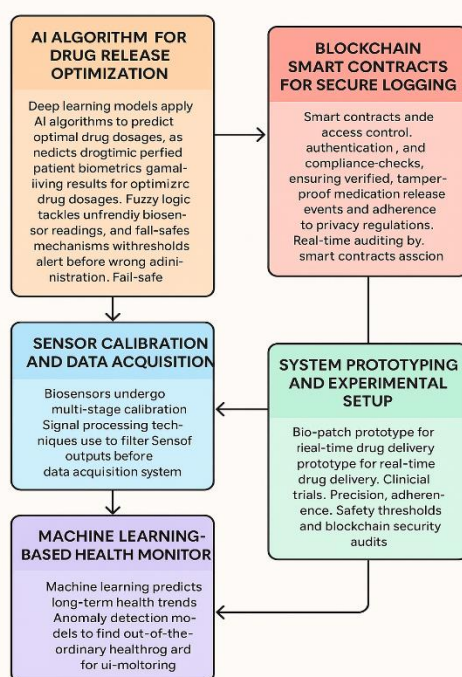 AI ALGORITHM FOR
DRUG RELEASE
OPTIMIZATION
Deep learning models apply
AI algorithms to predict
optimal drug dosages, as
nedicts drogtimic perfied
patient biometrics gamal-
iiving results for optimizrc
drug dosages. Fuzzy logic
tackles unfrendiy biosen-
sor readings, and fall-safes
mechanisms withresholds
alert before wrong adini-
nistration. Fail-safe
BLOCKCHAIN
SMART CONTRACTS
FOR SECURE LOGGING
Smart contracts ande
access control.
authentication, and
compliance-checks,
ensuring verified, tamper-
proof medication release
events and adherence
to privacy regulations.
Real-time auditing by.
smart contracts asscion
SENSOR CALIBRATION
AND DATA ACQUISITION
Biosensors undergo
multi-stage calibration
Signal processing tech-
niques use to filter Sensof
outputs before
data acquisition system
SYSTEM PROTOTYPING
AND EXPERIMENTAL
SETUP
Bio-patch prototype for
rieal-time drug delivery
prototype for real-time
drug delivery. Clinicial
trials. Precision, adheren-
ence. Safety thresholds
and blockchain security
audits
MACHINE LEARNING-
BASED HEALTH MONITOR
Machine learning predicts
long-term health trends
Anomaly detection mo-
dels to find out-of-the-
ordinary healthrog ard
for ui-moltoring